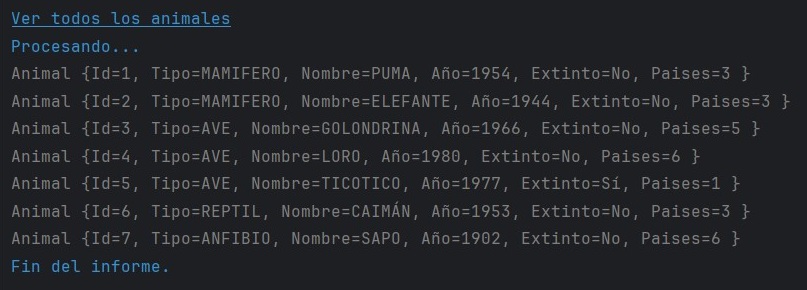 Ver todos los animales
Procesando...
Animal {Id=1, Tipo=MAMIFERO, Nombre=PUMA, Año=1954, Extinto=No, Paises=3 }
Animal {Id=2, Tipo=MAMIFERO, Nombre=ELEFANTE, Año=1944, Extinto=No, Paises=3 }
Animal {Id=3, Tipo=AVE, Nombre=GOLONDRINA, Año=1966, Extinto=No, Paises=5 }
Animal {Id=4, Tipo=AVE, Nombre=LORO, Año=1980, Extinto=No, Paises=6 }
Animal {Id=5, Tipo=AVE, Nombre=TICOTICO, Año=1977, Extinto=Sí, Paises=1 }
Animal {Id=6, Tipo=REPTIL, Nombre=CAIMÁN, Año=1953, Extinto=No, Paises=3 }
Animal {Id=7, Tipo=ANFIBIO, Nombre=SAPO, Año=1902, Extinto=No, Paises=6 }
Fin del informe.